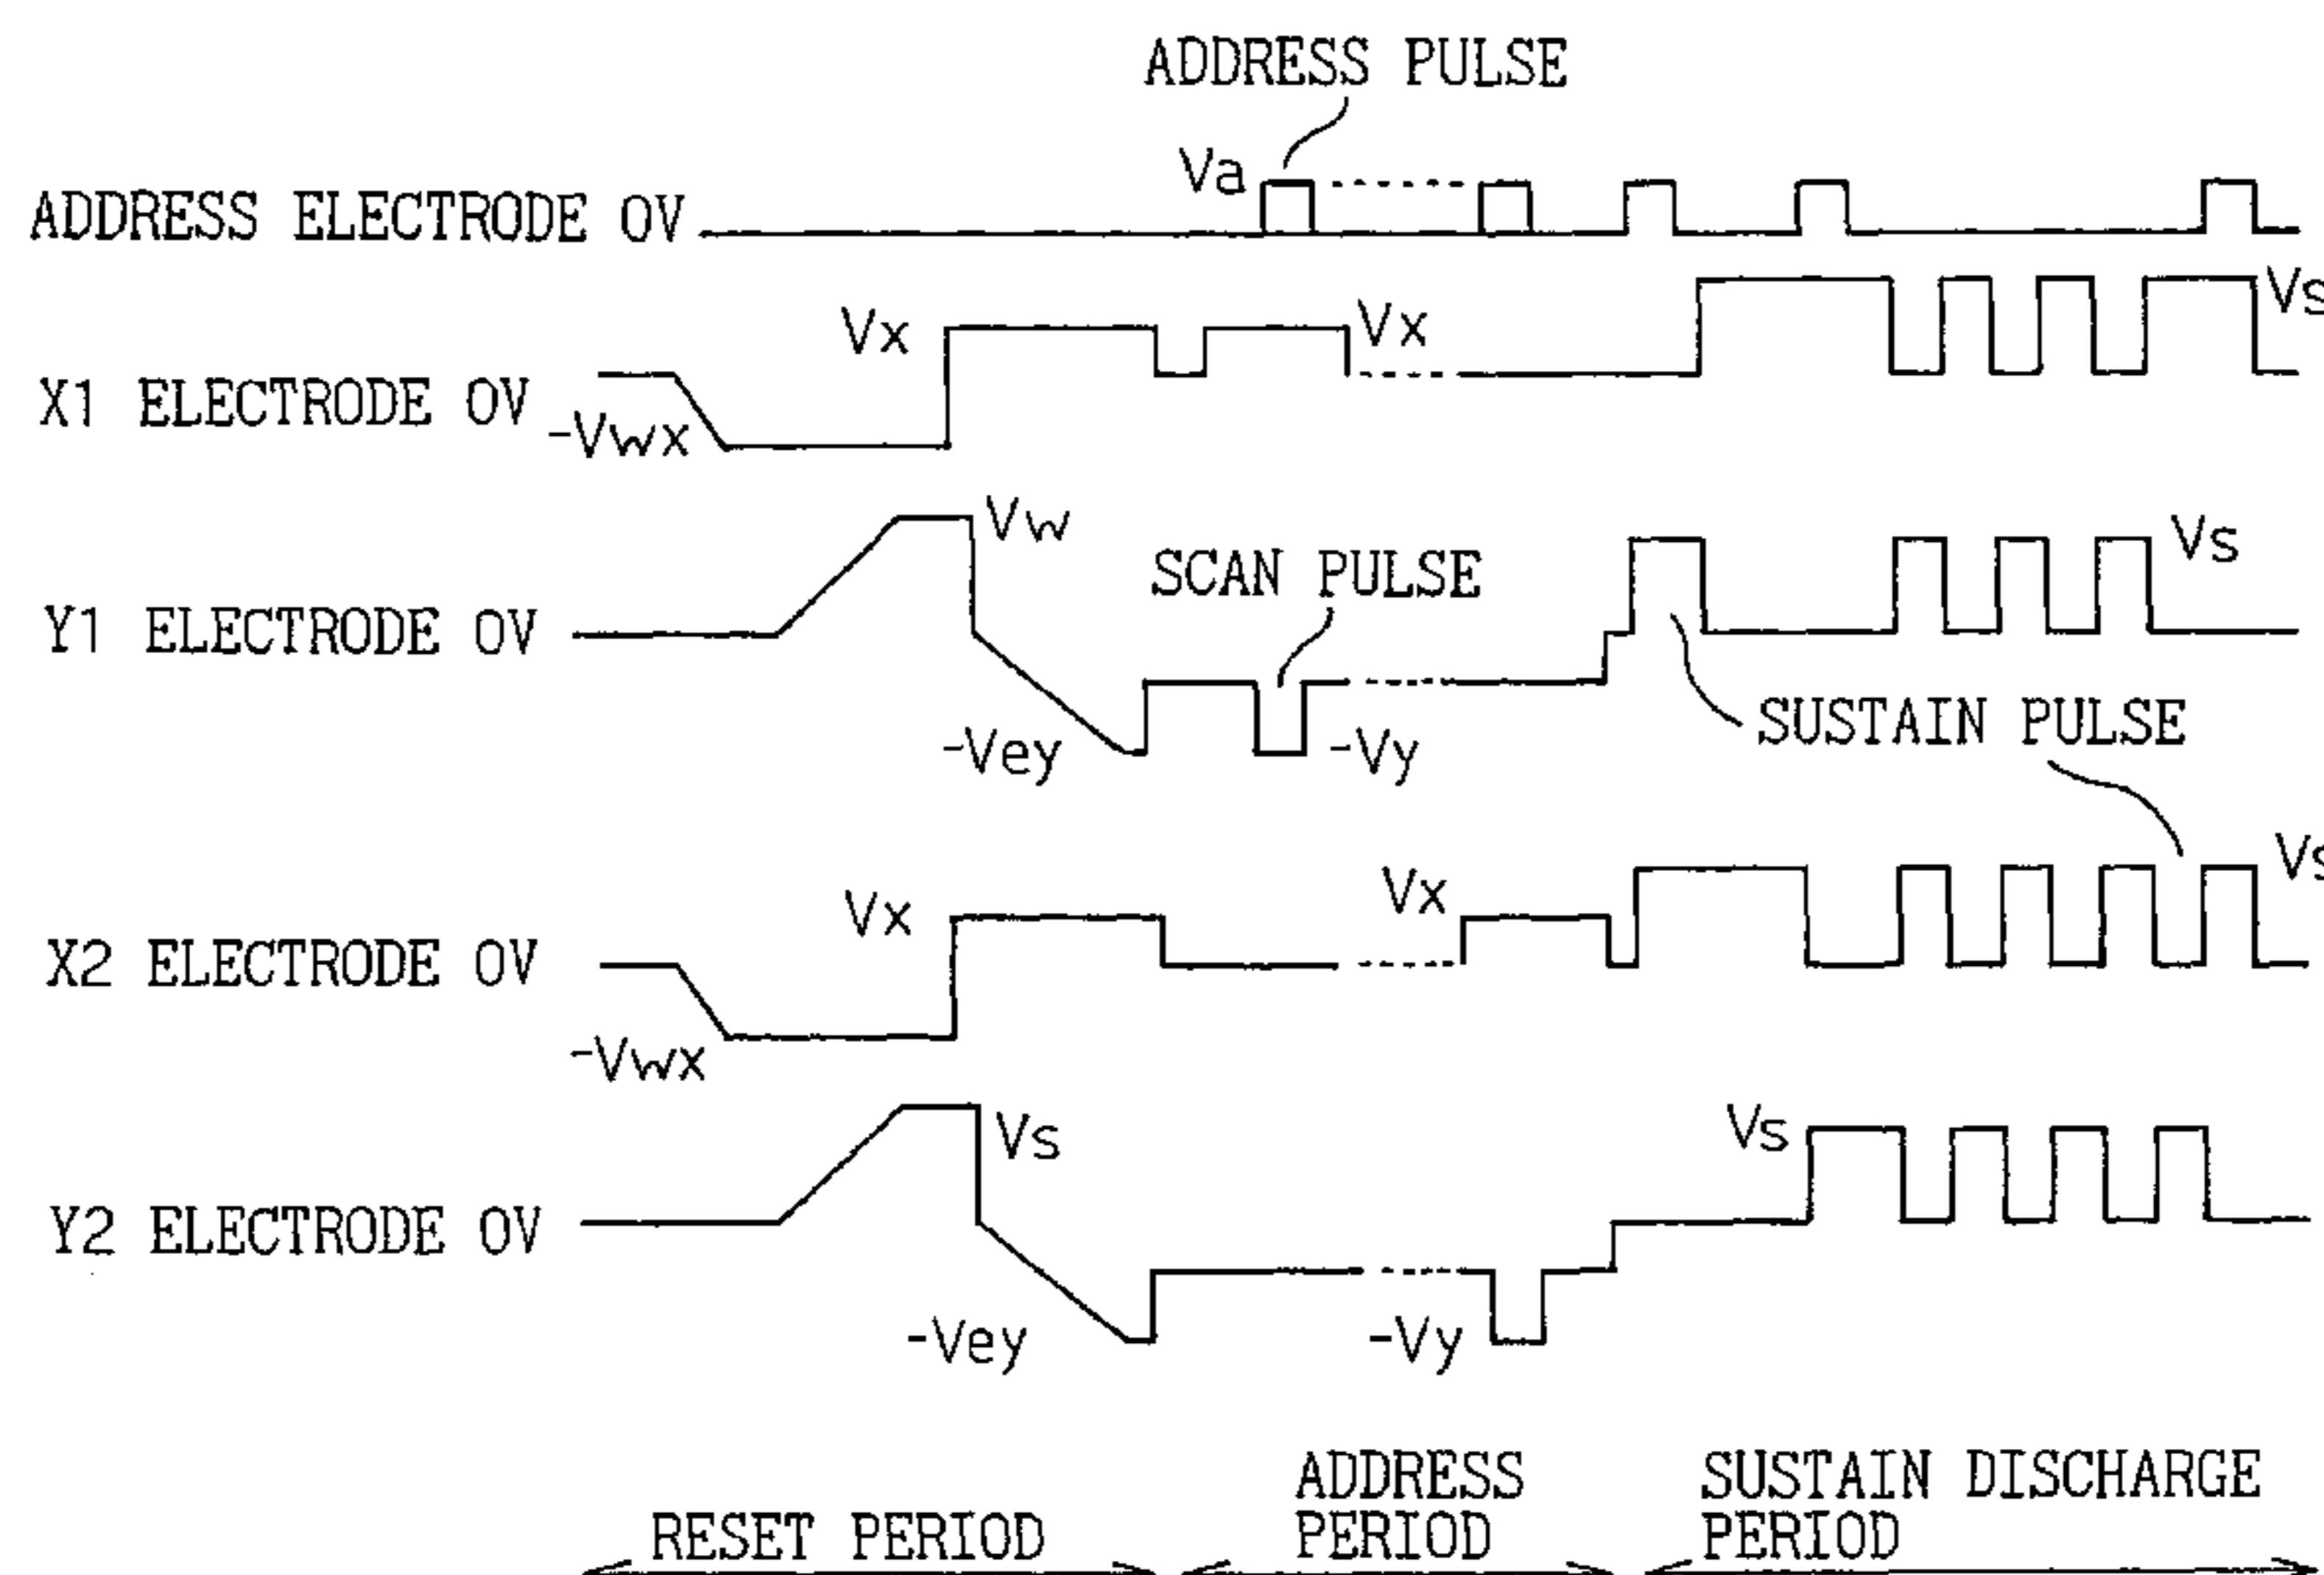 ADDRESS PULSE
Va
ADDRESS ELECTRODE 0V
Vs
Vx
Vx
X1 ELECTRODE 0V
-Vwx
Vw
Vs
SCAN PULSE
Y1 ELECTRODE 0V
SUSTAIN PULSE
-Vey
-Vy
Vs
Vx
Vx
X2 ELECTRODE 0V
-Vwx
Vs
Vs
Y2 ELECTRODE 0V
-Vey
-Vy
RESET PERIOD
ADDRESS
PERIOD
SUSTAIN DISCHARGE
PERIOD